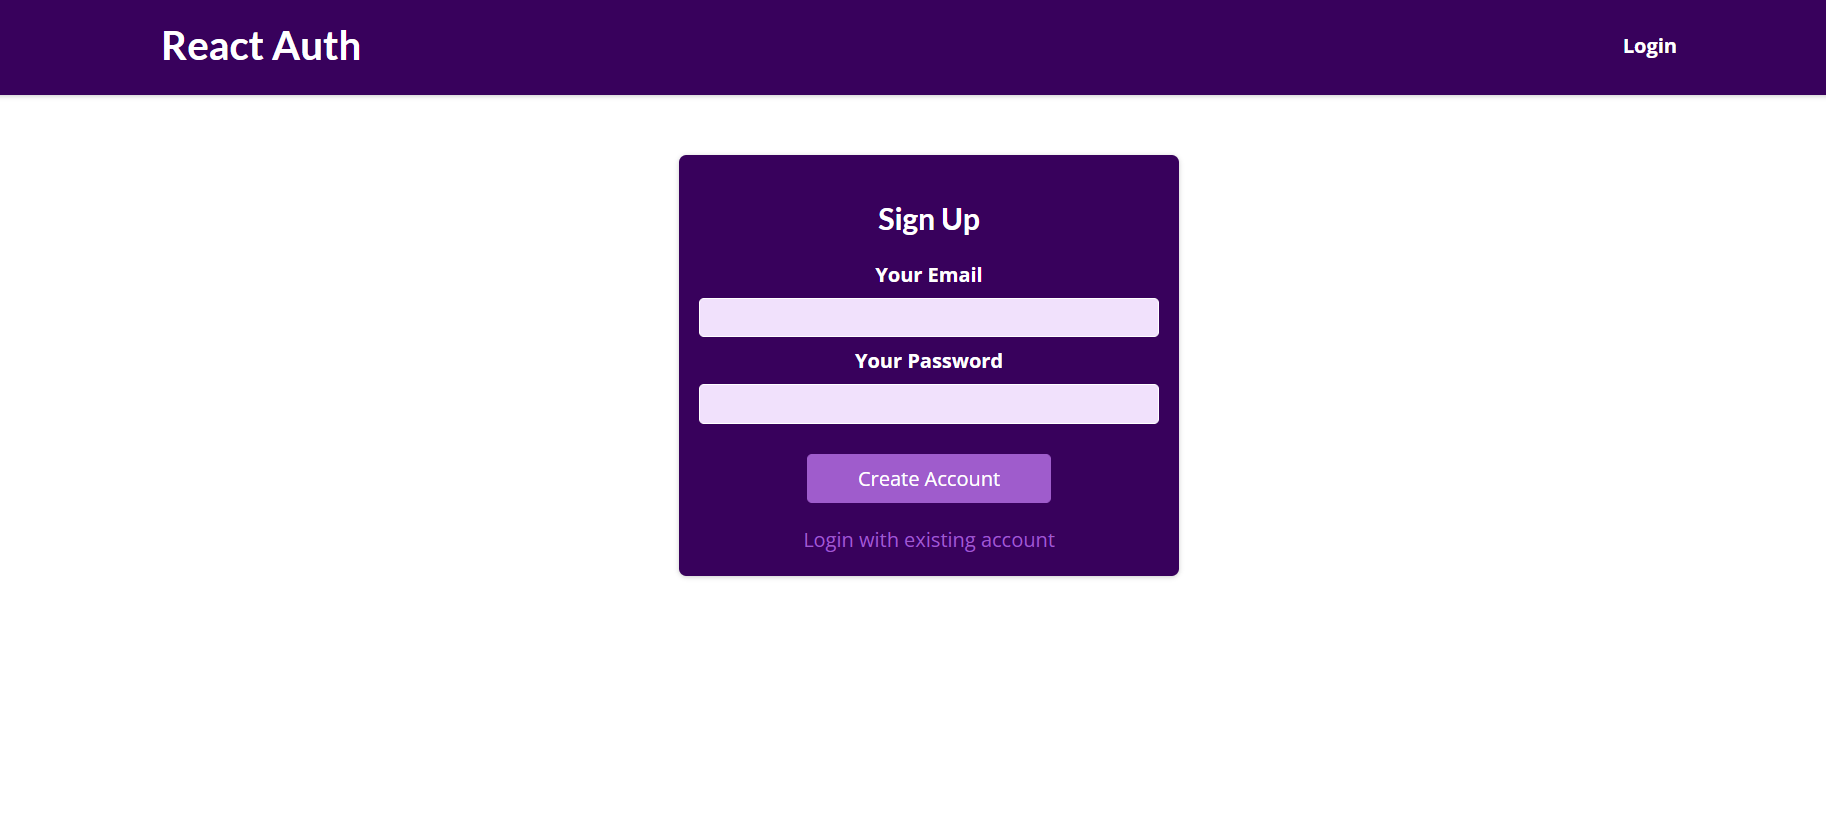 React Auth
Login
Sign Up
Your Email
Your Password
Create Account
Login with existing account